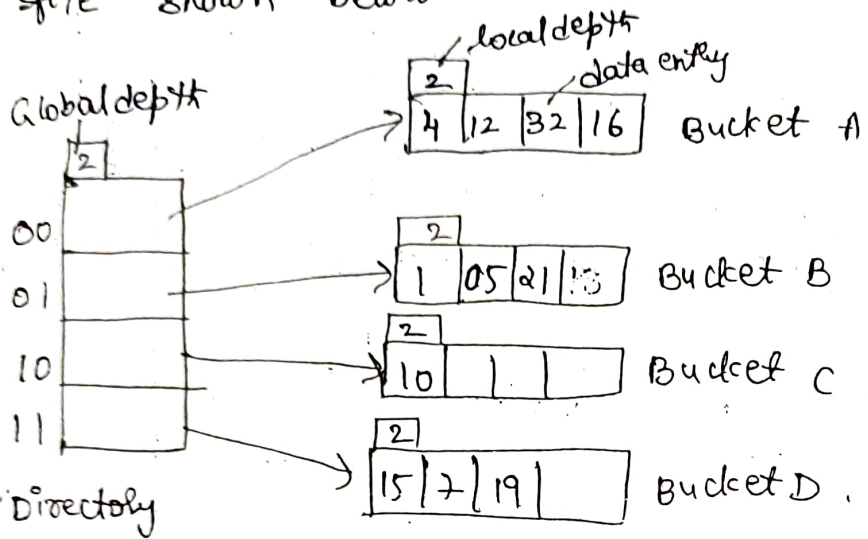 shown
local depth
2
data entry
Global depth
4 12 32 16 Bucket A
2
00
2
01
1 05 21 Bucket B
2
10
10 Bucket C
11
2
15 7 19 Bucket D.
Directory